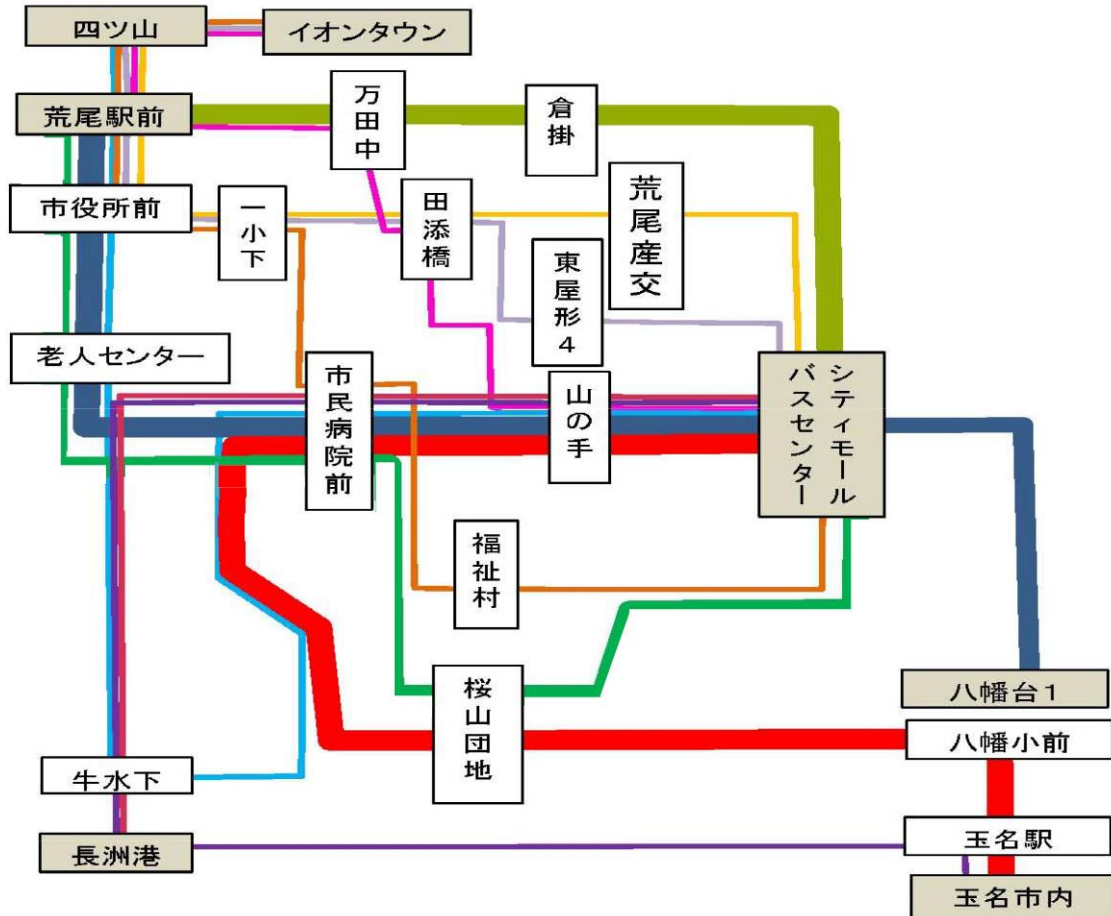 四ツ山
イオンタウン
荒尾駅前
万田中
倉掛
市役所前
一小下
田添橋
荒尾産交
東屋形4
老人センター
市民病院前
山の手
シティモール
バスセンター
福祉村
桜山団地
八幡台1
八幡小前
牛水下
玉名駅
長洲港
玉名市内